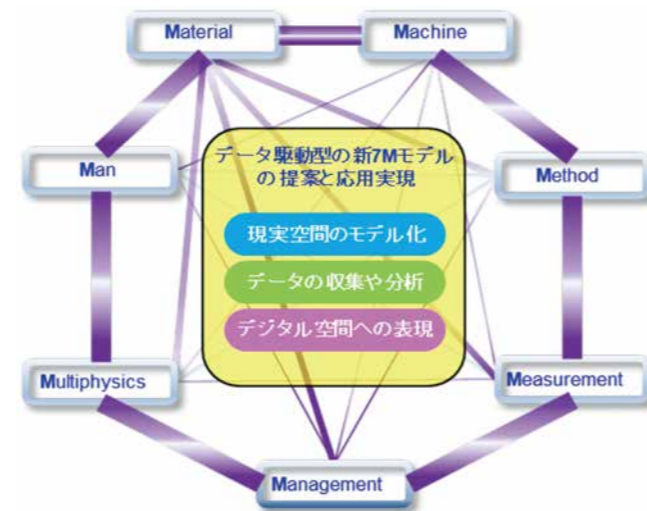 Material
Machine
Man
データ駆動型の新7Mモデル
の提案と応用実現
Method
現実空間のモデル化
データの収集や分析
デジタル空間への表現
Multiphysics
Measurement
Management